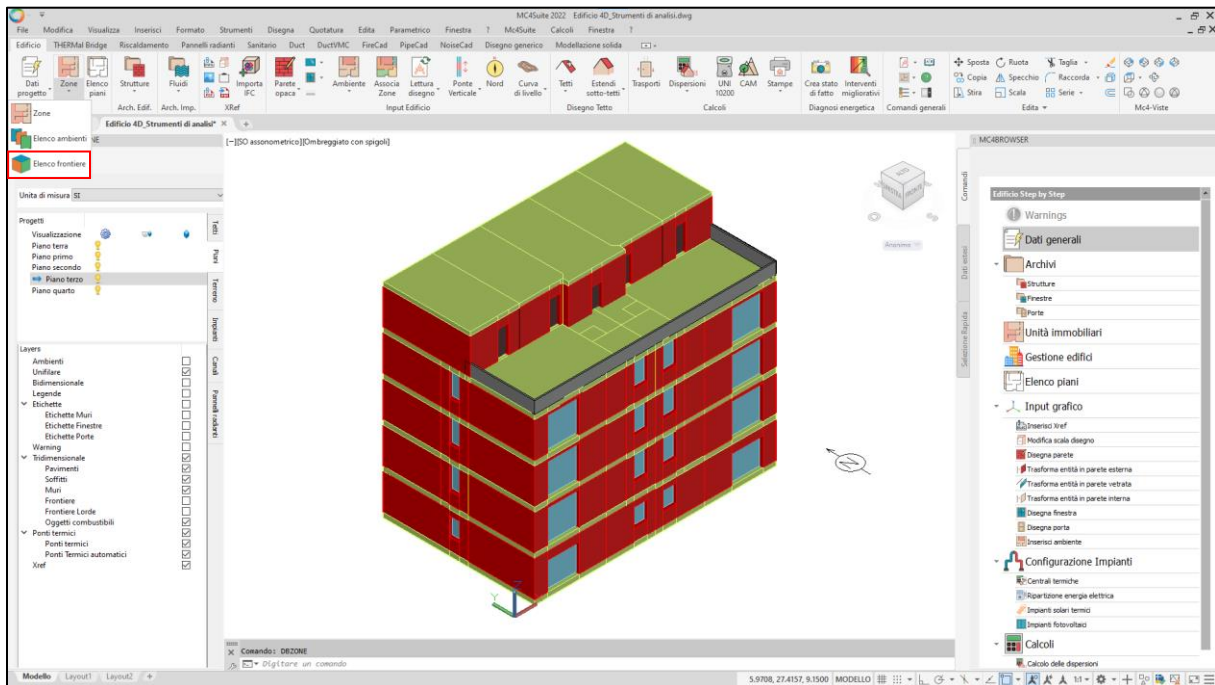 MC4Suite 2022 Edificio 4D_Strumenti di analisi.dwg
File Modifica Visualizza Inserisci Formato Strumenti Disegna Quotatura Edita Parametrico Finestra ? Mc4Suite Calcoli Finestra ?
Edificio THERMal Bridge Riscaldamento Pannelli radianti Sanitario Duct DuctVMC FireCad PipeCad NoiseCad Disegno generico Modellazione solida
Dati progetto
Zone
Elenco piani
Strutture
Fluidi
Importa IFC
Parete opaca
Ambiente
Associa Zone
Lettura disegno
Ponte Verticale
Nord
Curva di livello
Tetti
Estendi sotto-tetti
Trasporti
Dispersioni
UNI 10200
CAM
Stampe
Crea stato di fatto
Interventi migliorativi
Sposta Ruota Taglia
Copia Specchio Raccorda
Stira Scala Serie
Arch. Edif. Arch. Imp. XRef Input Edificio Disegno Tetto Calcoli Diagnosi energetica Comandi generali Edita Mc4-Viste
Zone
Elenco ambienti
Elenco frontiere
Edificio 4D_Strumenti di analisi*
NE
Unita di misura SI
Progetti
Visualizzazione
Piano terra
Piano primo
Piano secondo
Piano terzo
Piano quarto
Tetti
Piani
Terreno
Impianti
Canali
Pannelli radianti
Layers
Ambienti
Unifilare
Bidimensionale
Legende
Etichette
Etichette Muri
Etichette Finestre
Etichette Porte
Warning
Tridimensionale
Pavimenti
Soffitti
Muri
Frontiere
Frontiere Lorde
Oggetti combustibili
Ponti termici
Ponti termici
Ponti Termici automatici
Xref
[−][SO assonometrico][Ombreggiato con spigoli]
FRONTE
Anonimo
N
Z
Y
Comando: DBZONE
Digitare un comando
MC4BROWSER
Comandi
Dati estesi
Selezione Rapida
Edificio Step by Step
Warnings
Dati generali
Archivi
Strutture
Finestre
Porte
Unità immobiliari
Gestione edifici
Elenco piani
Input grafico
Inserisci Xref
Modifica scala disegno
Disegna parete
Trasforma entità in parete esterna
Trasforma entità in parete vetrata
Trasforma entità in parete interna
Disegna finestra
Disegna porta
Inserisci ambiente
Configurazione Impianti
Centrali termiche
Ripartizione energia elettrica
Impianti solari termici
Impianti fotovoltaici
Calcoli
Calcolo delle dispersioni
Modello Layout1 Layout2 +
5.9708, 27.4157, 9.1500 MODELLO 1:1